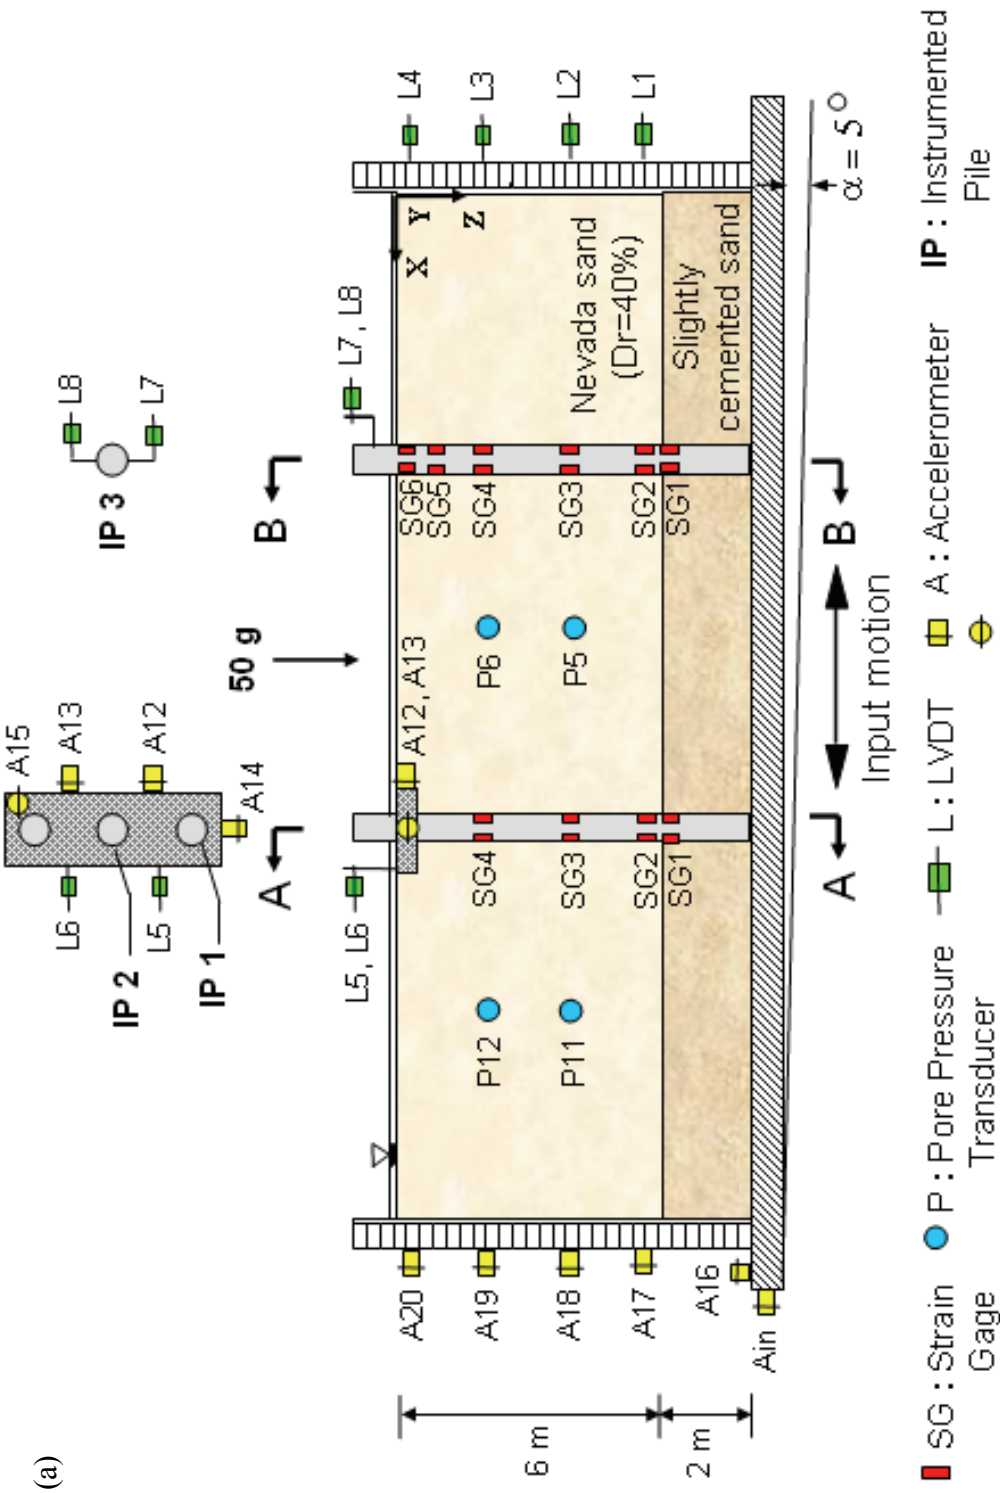 (a)
A15
A13
A12
A14
L6
L5
IP 2
IP 1
L8
L7
IP 3
50 g
A
B
L5, L6
A12, A13
L7, L8
A20
A19
A18
A17
A16
Ain
6 m
2 m
P12
P11
SG4
SG3
SG2
SG1
P6
P5
SG6
SG5
SG4
SG3
SG2
SG1
X
Y
Z
Nevada sand
(Dr=40%)
Slightly
cemented sand
L4
L3
L2
L1
A
B
Input motion
α = 5°
SG : Strain
Gage
P : Pore Pressure
Transducer
L : LVDT
A : Accelerometer
IP : Instrumented
Pile